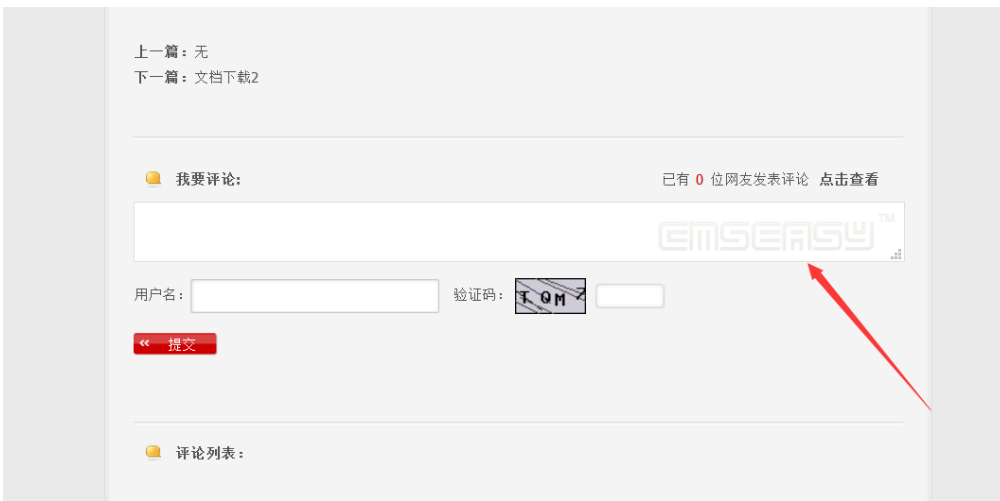 上一篇：无
下一篇：文档下载2
我要评论:
已有 0 位网友发表评论 点击查看
CMSEASY™
用户名：
验证码：
TQMZ
« 提交
评论列表：